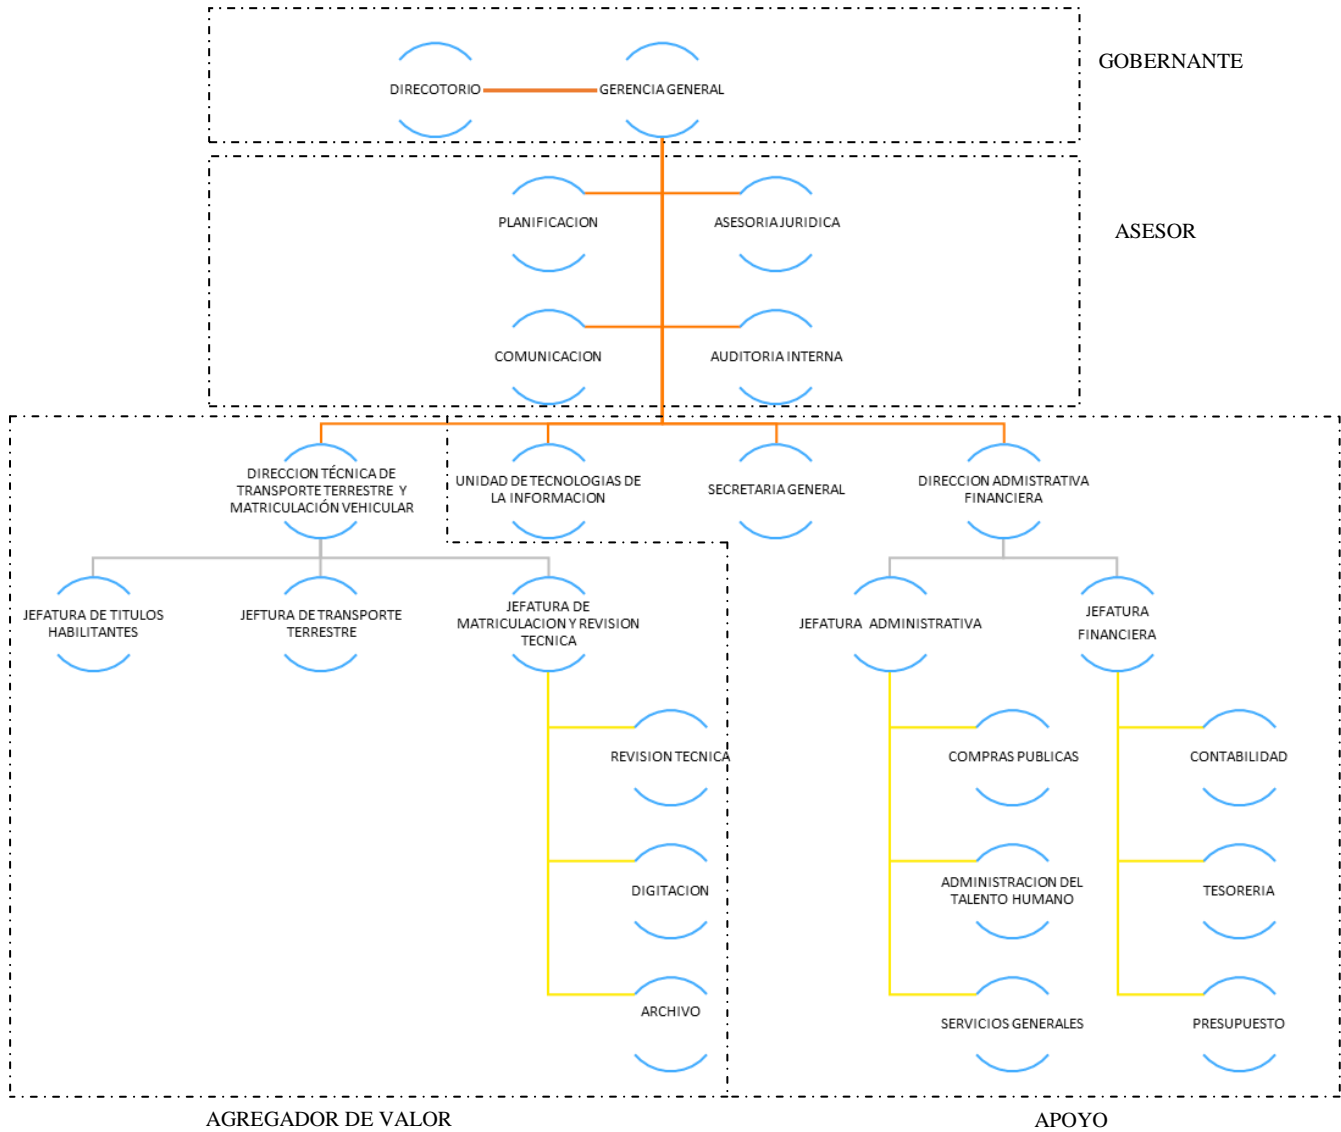 GOBERNANTE
DIRECOTORIO
GERENCIA GENERAL
PLANIFICACION
ASESORIA JURIDICA
ASESOR
COMUNICACION
AUDITORIA INTERNA
DIRECCION TÉCNICA DE
TRANSPORTE TERRESTRE Y
MATRICULACIÓN VEHICULAR
UNIDAD DE TECNOLOGIAS DE
LA INFORMACION
SECRETARIA GENERAL
DIRECCION ADMISTRATIVA
FINANCIERA
JEFATURA DE TITULOS
HABILITANTES
JEFTURA DE TRANSPORTE
TERRESTRE
JEFATURA DE
MATRICULACION Y REVISION
TECNICA
JEFATURA ADMINISTRATIVA
JEFATURA
FINANCIERA
REVISION TECNICA
COMPRAS PUBLICAS
CONTABILIDAD
DIGITACION
ADMINISTRACION DEL
TALENTO HUMANO
TESORERIA
ARCHIVO
SERVICIOS GENERALES
PRESUPUESTO
AGREGADOR DE VALOR
APOYO